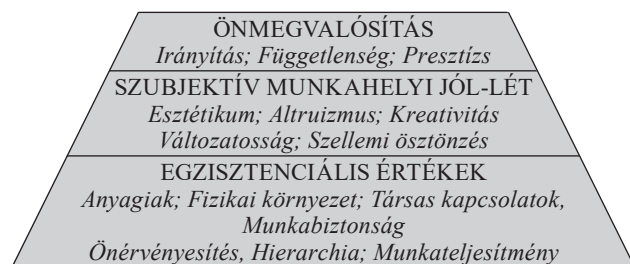 ÖNMEGVALÓSÍTÁS
Irányítás; Függetlenség; Presztízs
SZUBJEKTÍV MUNKAHELYI JÓL-LÉT
Esztétikum; Altruizmus; Kreativitás
Változatosság; Szellemi ösztönzés
EGZISZTENCIÁLIS ÉRTÉKEK
Anyagiak; Fizikai környezet; Társas kapcsolatok,
Munkabiztonság
Önérvényesítés, Hierarchia; Munkateljesítmény